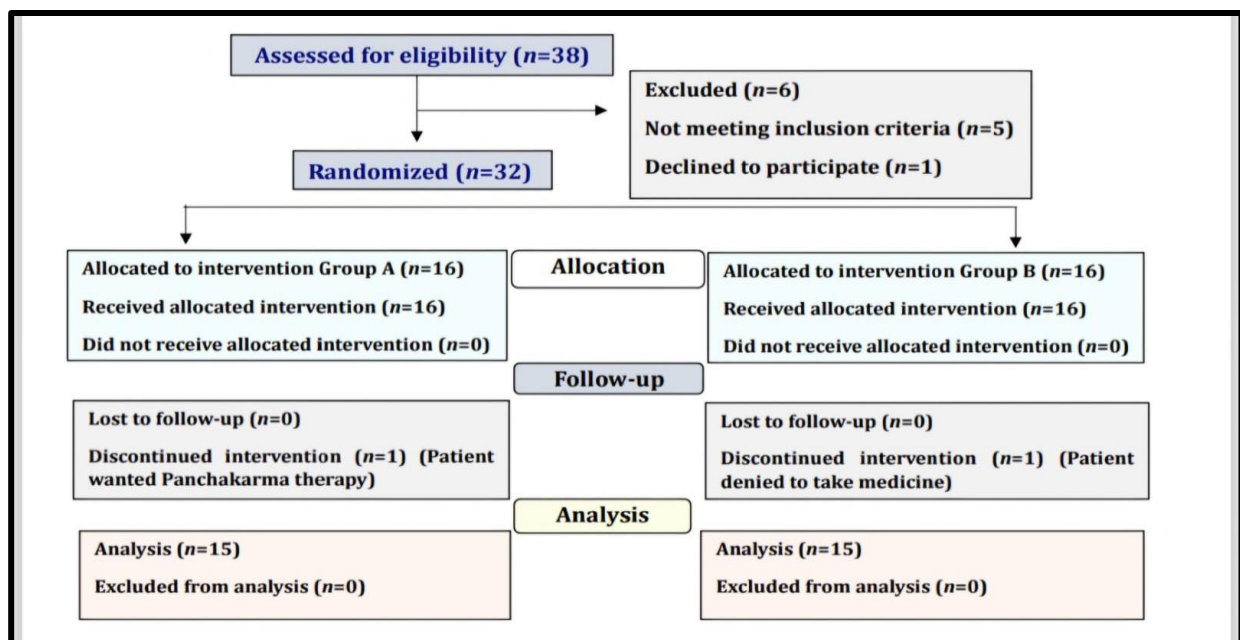 Assessed for eligibility (n=38)
Excluded (n=6)
Not meeting inclusion criteria (n=5)
Declined to participate (n=1)
Randomized (n=32)
Allocated to intervention Group A (n=16)
Received allocated intervention (n=16)
Did not receive allocated intervention (n=0)
Allocation
Allocated to intervention Group B (n=16)
Received allocated intervention (n=16)
Did not receive allocated intervention (n=0)
Follow-up
Lost to follow-up (n=0)
Discontinued intervention (n=1) (Patient
wanted Panchakarma therapy)
Lost to follow-up (n=0)
Discontinued intervention (n=1) (Patient
denied to take medicine)
Analysis
Analysis (n=15)
Excluded from analysis (n=0)
Analysis (n=15)
Excluded from analysis (n=0)